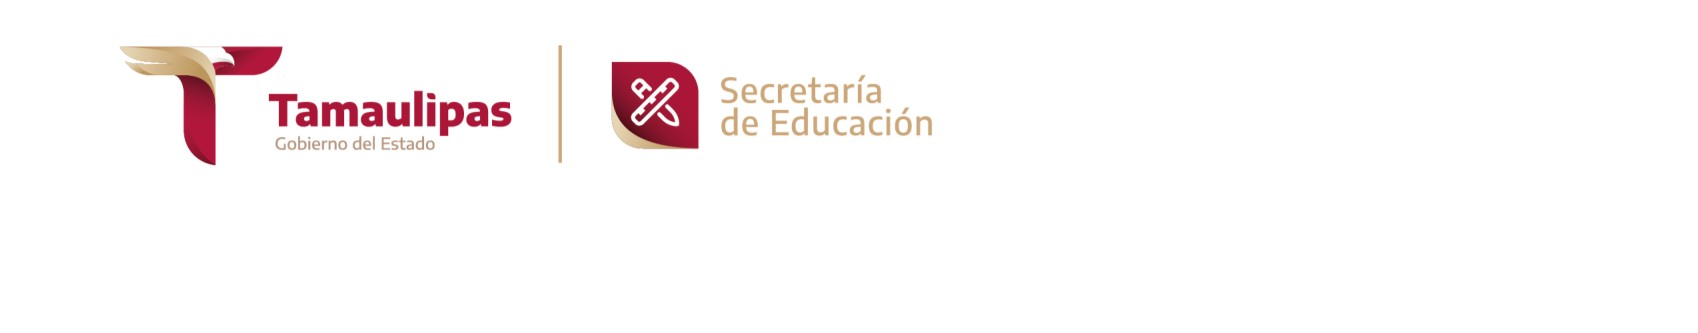 Tamaulipas
Gobierno del Estado
Secretaría
de Educación